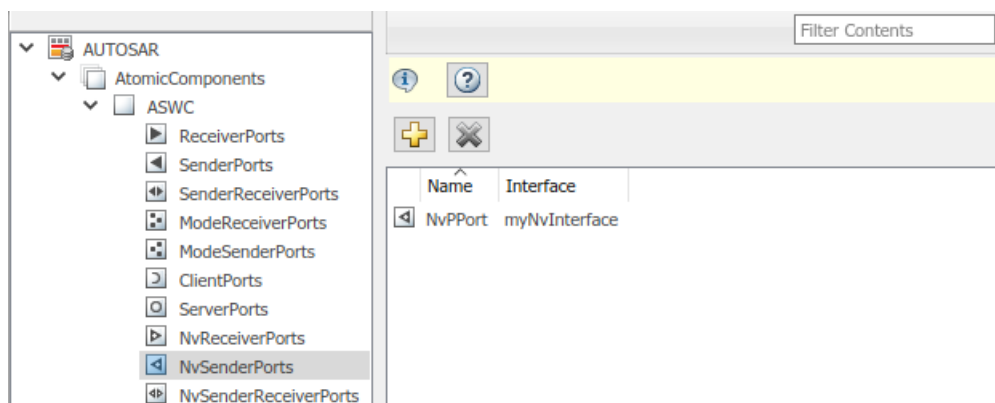 Filter Contents
AUTOSAR
AtomicComponents
ASWC
ReceiverPorts
SenderPorts
SenderReceiverPorts
ModeReceiverPorts
ModeSenderPorts
ClientPorts
ServerPorts
NvReceiverPorts
NvSenderPorts
NvSenderReceiverPorts
Name Interface
NvPPort myNvInterface